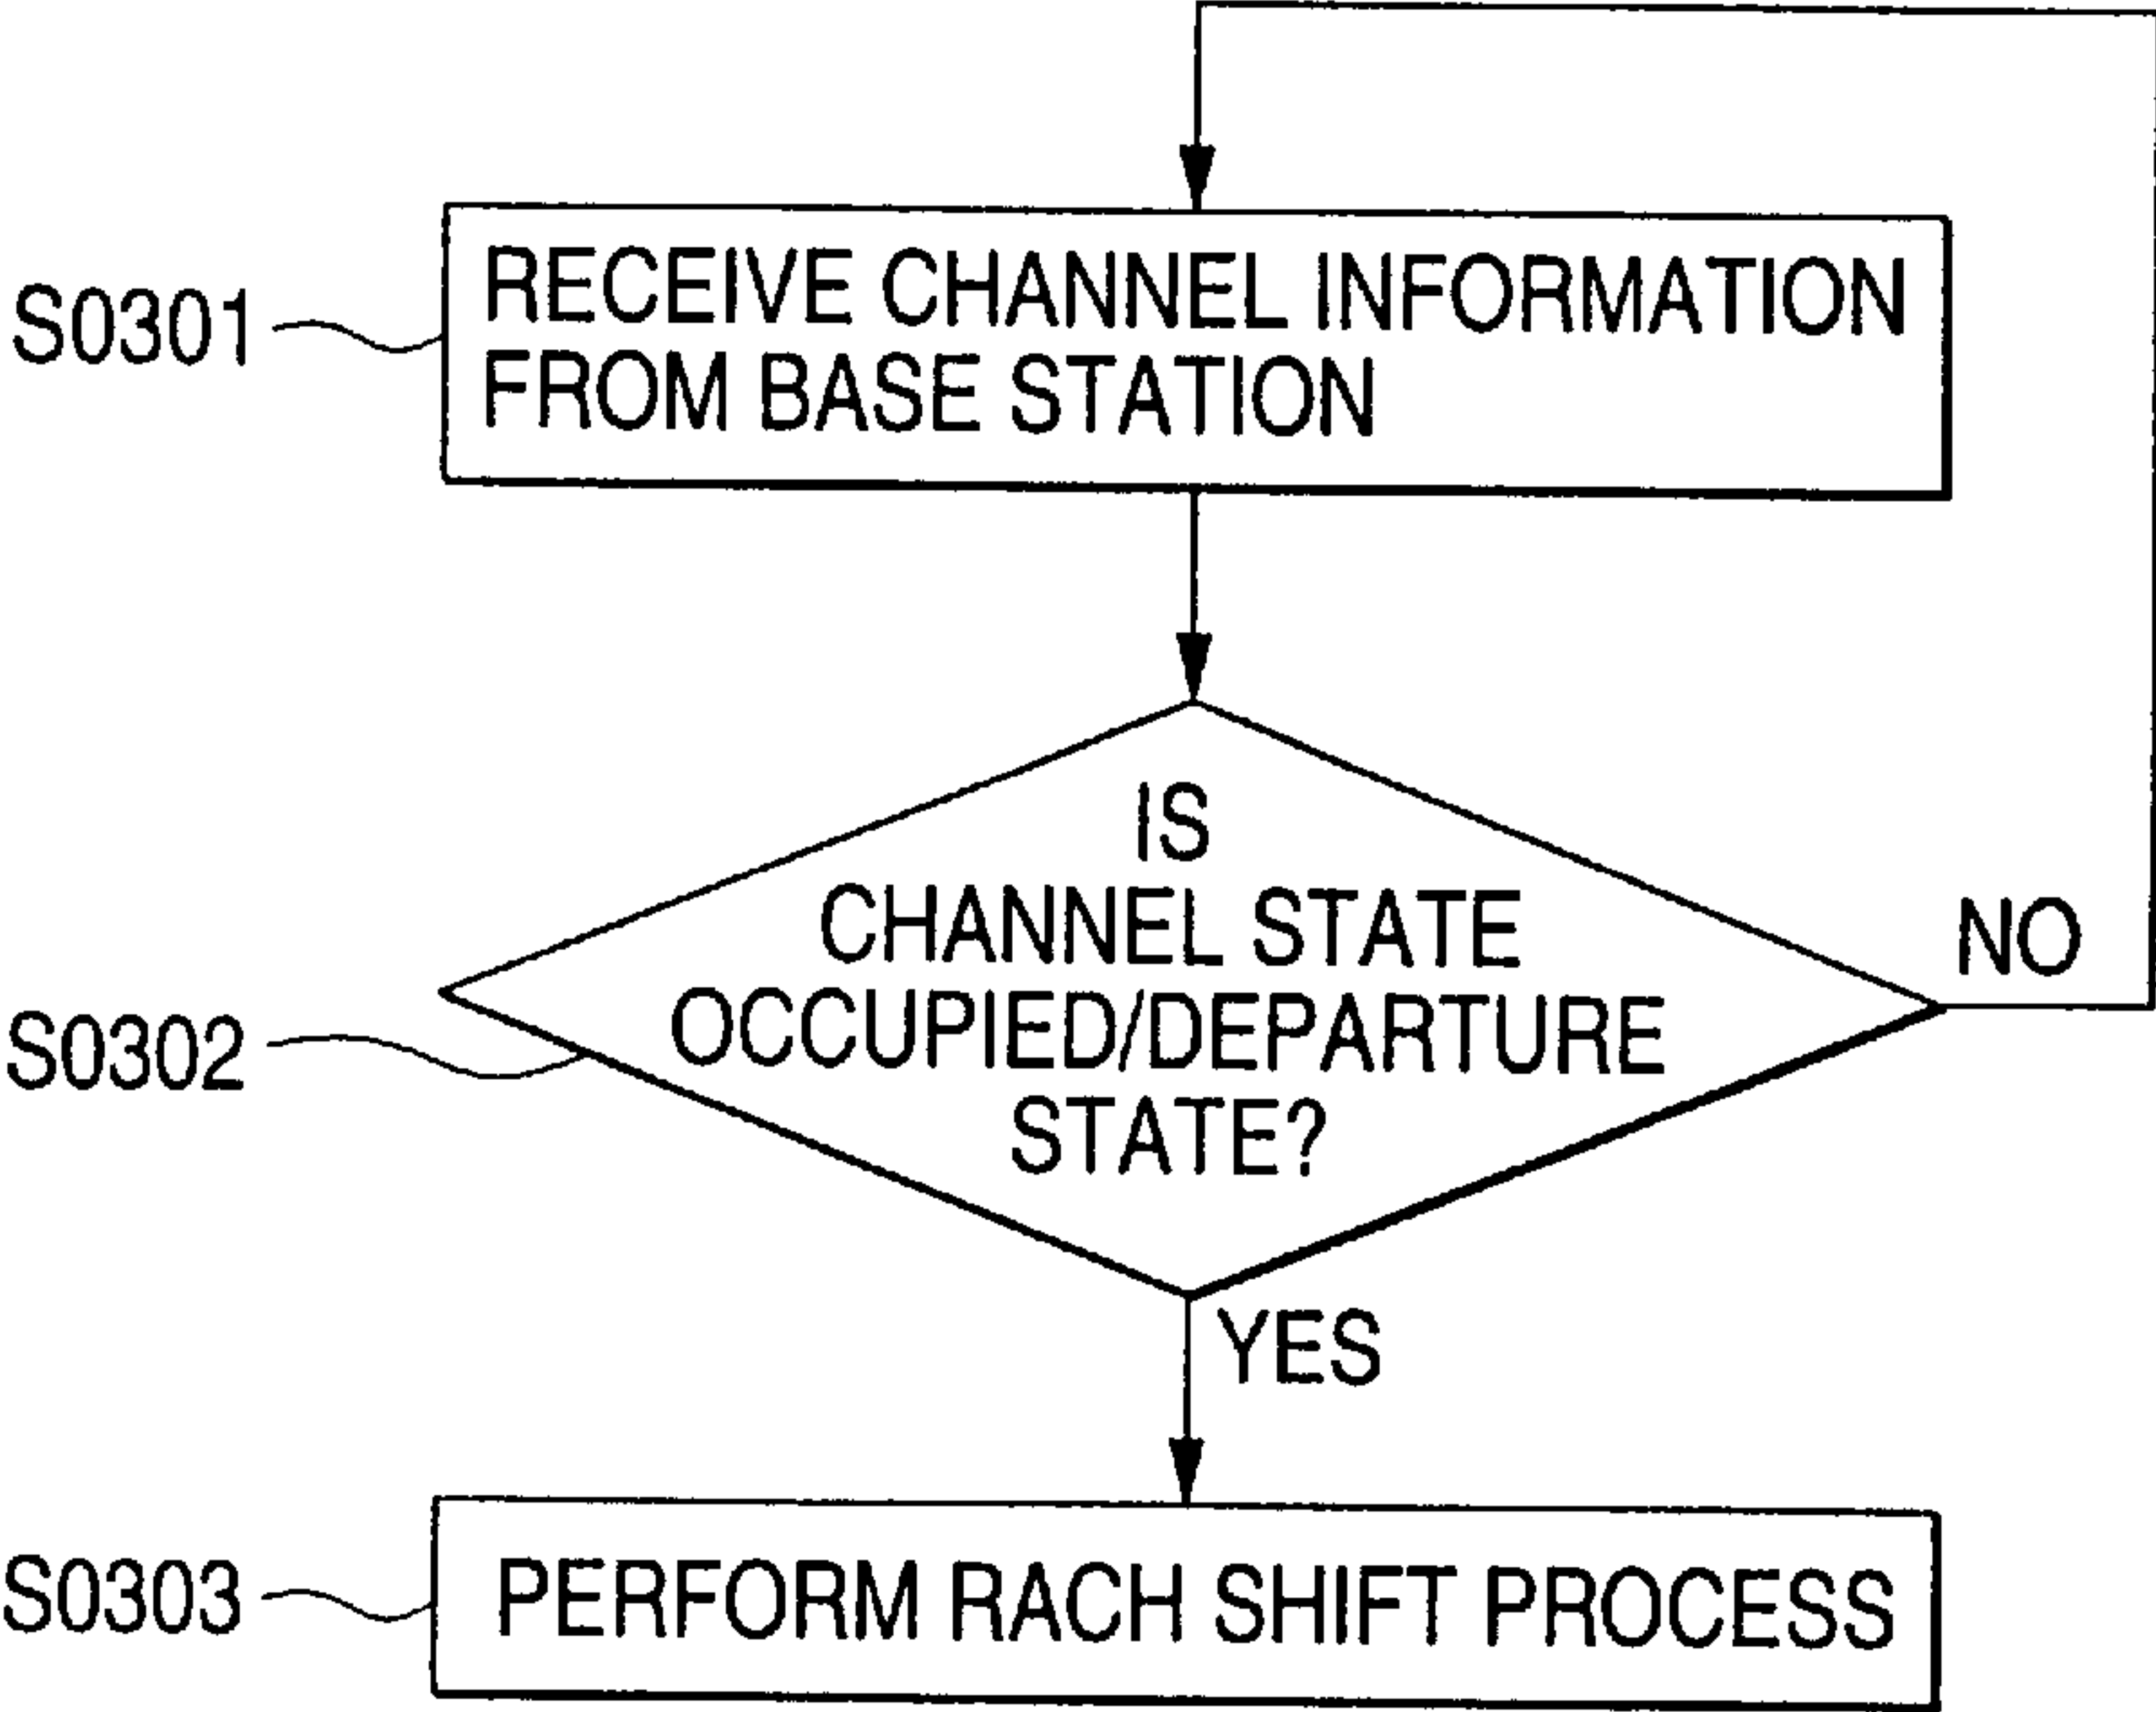 S0301
RECEIVE CHANNEL INFORMATION
FROM BASE STATION
IS
CHANNEL STATE
OCCUPIED/DEPARTURE
STATE?
NO
S0302
YES
S0303
PERFORM RACH SHIFT PROCESS